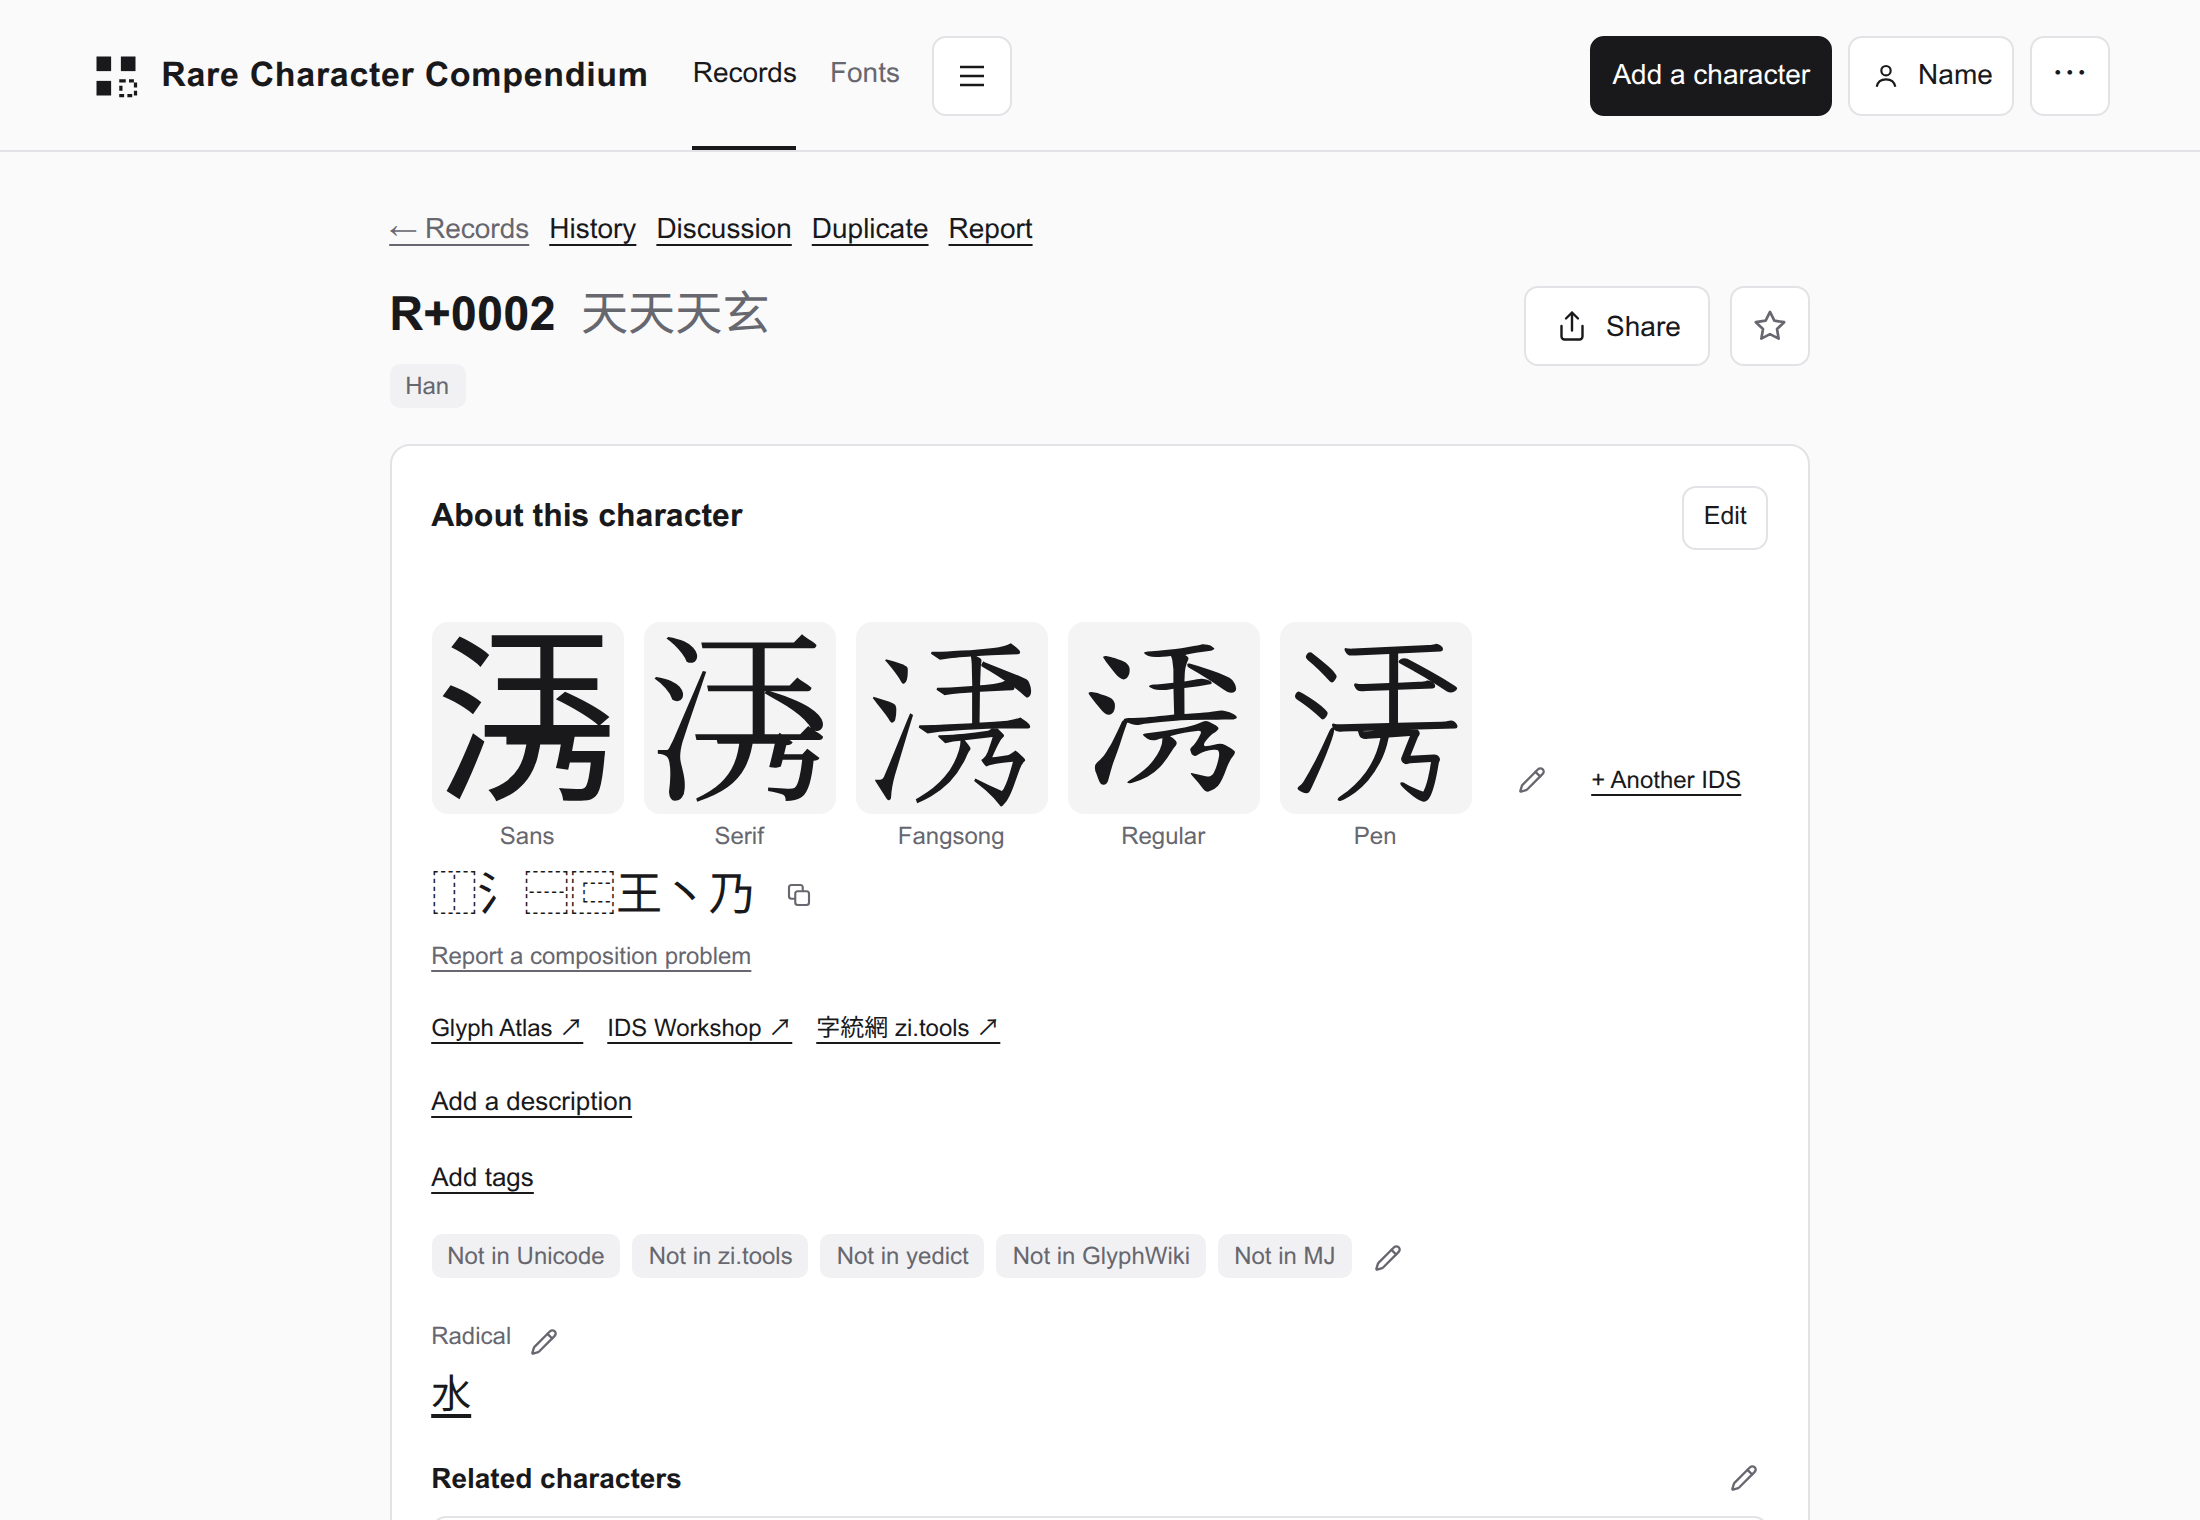 Rare Character Compendium Records Fonts Add a character Name ···
← Records History Discussion Duplicate Report
R+0002 天天天玄
Share
Han
About this character
Edit
Sans Serif Fangsong Regular Pen
+ Another IDS
⿰氵⿱⿼王丶乃
Report a composition problem
Glyph Atlas ↗ IDS Workshop ↗ 字統網 zi.tools ↗
Add a description
Add tags
Not in Unicode Not in zi.tools Not in yedict Not in GlyphWiki Not in MJ
Radical
水
Related characters